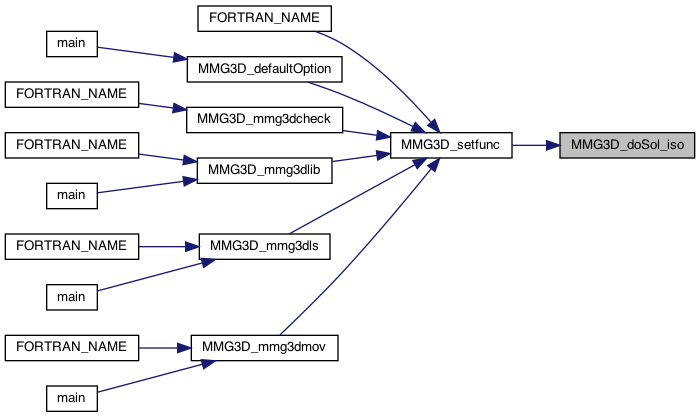 FORTRAN_NAME
main
MMG3D_defaultOption
FORTRAN_NAME
MMG3D_mmg3dcheck
FORTRAN_NAME
MMG3D_setfunc
MMG3D_doSol_iso
MMG3D_mmg3dlib
main
FORTRAN_NAME
MMG3D_mmg3dls
main
FORTRAN_NAME
MMG3D_mmg3dmov
main